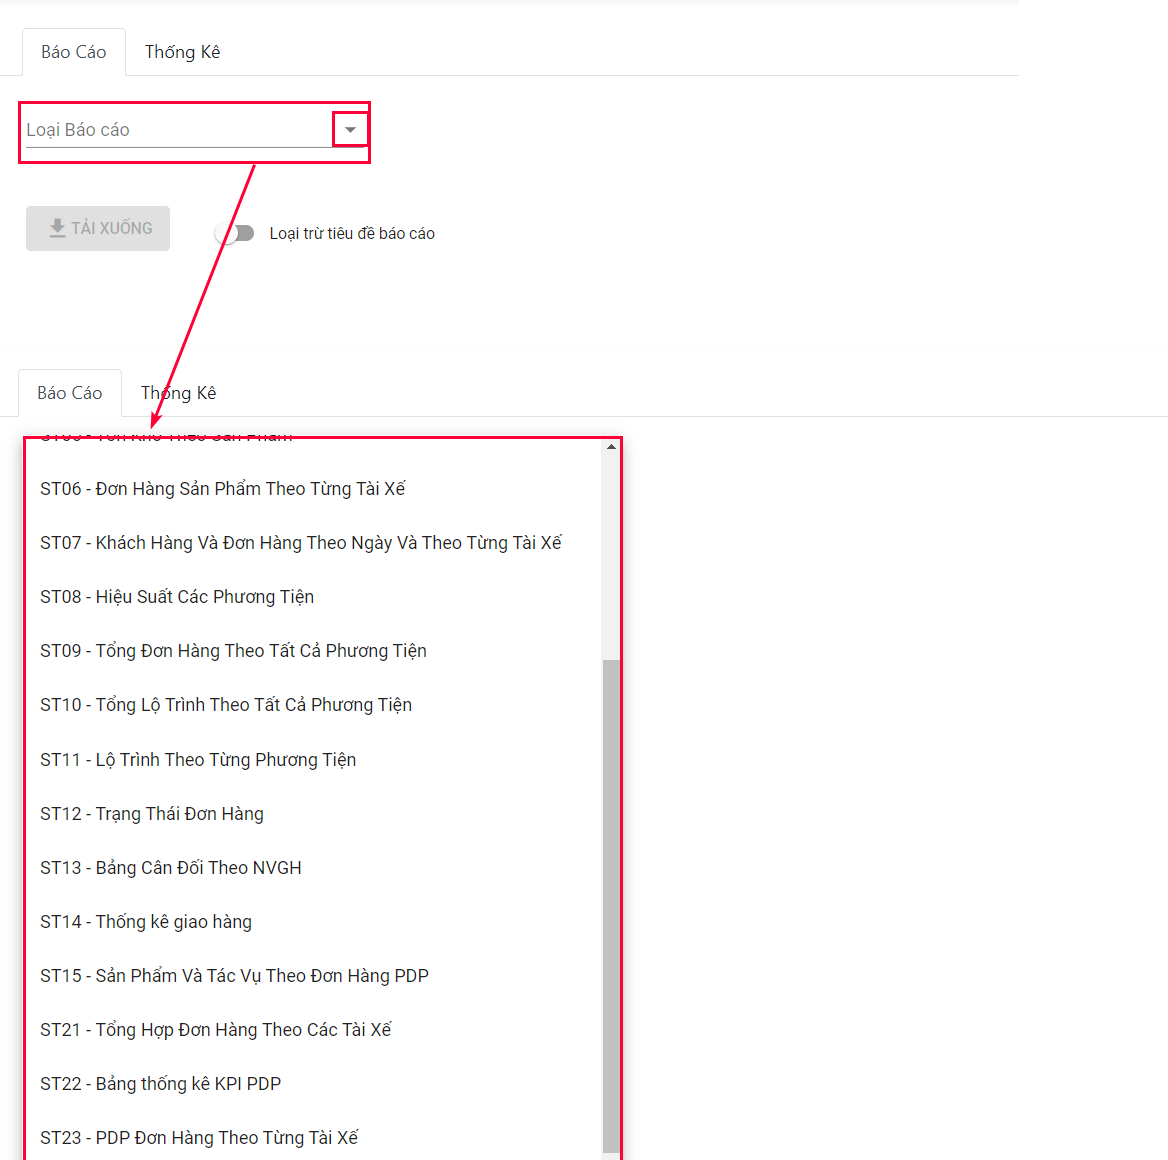 Báo Cáo
Thống Kê
Loại Báo cáo
TẢI XUỐNG
Loại trừ tiêu đề báo cáo
Báo Cáo
Thống Kê
ST06 - Đơn Hàng Sản Phẩm Theo Từng Tài Xế
ST07 - Khách Hàng Và Đơn Hàng Theo Ngày Và Theo Từng Tài Xế
ST08 - Hiệu Suất Các Phương Tiện
ST09 - Tổng Đơn Hàng Theo Tất Cả Phương Tiện
ST10 - Tổng Lộ Trình Theo Tất Cả Phương Tiện
ST11 - Lộ Trình Theo Từng Phương Tiện
ST12 - Trạng Thái Đơn Hàng
ST13 - Bảng Cân Đối Theo NVGH
ST14 - Thống kê giao hàng
ST15 - Sản Phẩm Và Tác Vụ Theo Đơn Hàng PDP
ST21 - Tổng Hợp Đơn Hàng Theo Các Tài Xế
ST22 - Bảng thống kê KPI PDP
ST23 - PDP Đơn Hàng Theo Từng Tài Xế